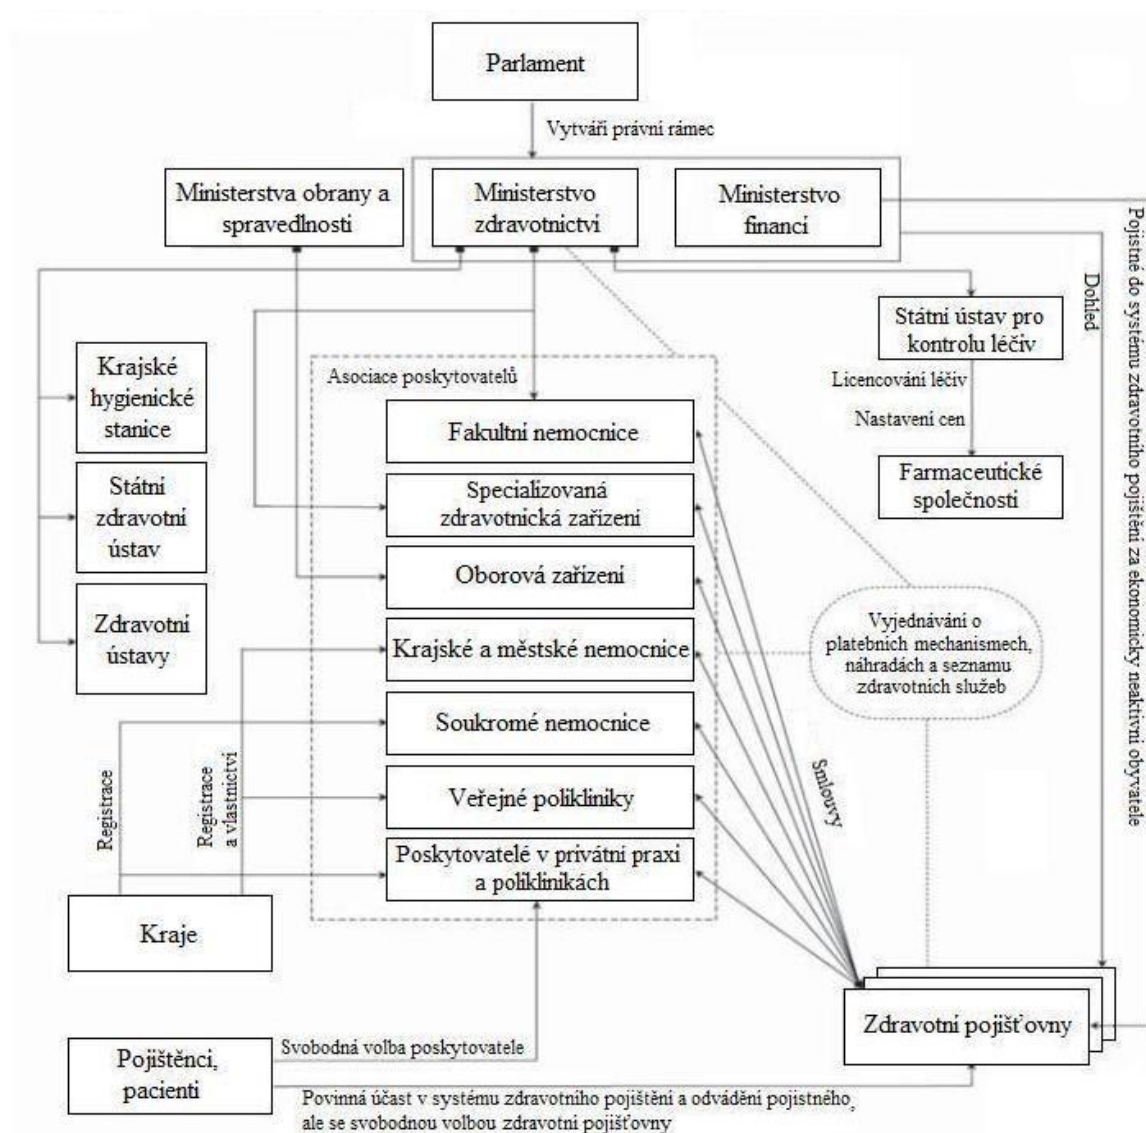 Parlament
Vytváří právní rámec
Ministerstva obrany a
spravedlnosti
Ministerstvo
zdravotnictví
Ministerstvo
financí
Pojistné do systému zdravotního pojištění za ekonomicky neaktivní obyvatele
Dohled
Státní ústav pro
kontrolu léčiv
Licencování léčiv
Nastavení cen
Farmaceutické
společnosti
Krajské
hygienické
stanice
Státní
zdravotní
ústav
Zdravotní
ústavy
Asociace poskytovatelů
Fakultní nemocnice
Specializovaná
zdravotnická zařízení
Oborová zařízení
Krajské a městské nemocnice
Soukromé nemocnice
Veřejné polikliniky
Poskytovatelé v privátní praxi
a poliklinikách
Vyjednávání o
platebních mechanismech,
náhradách a seznamu
zdravotních služeb
Smlouvy
Registrace
Registrace
a vlastnictví
Kraje
Zdravotní pojišťovny
Pojištěnci,
pacienti
Svobodná volba poskytovatele
Povinná účast v systému zdravotního pojištění a odvádění pojistného,
ale se svobodnou volbou zdravotní pojišťovny